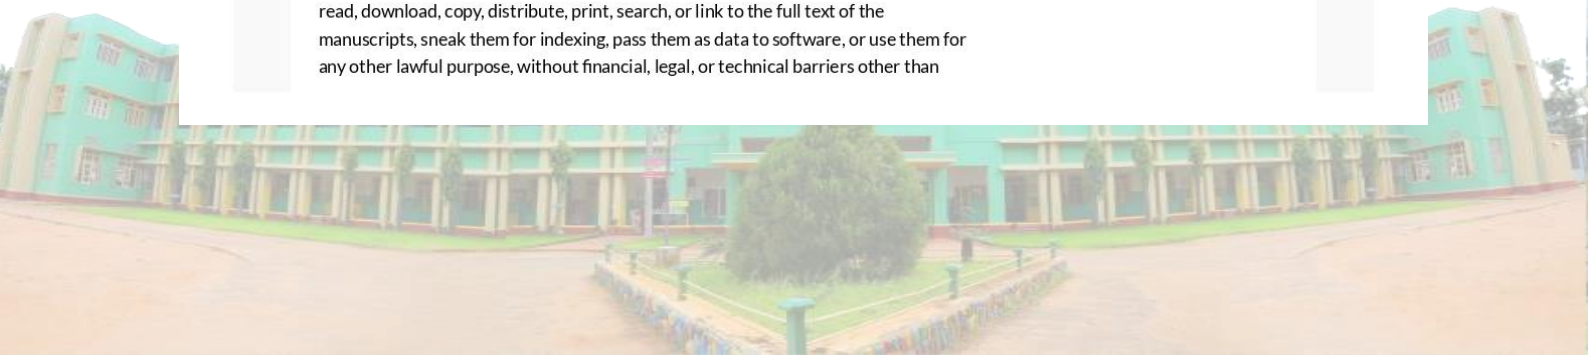 read, download, copy, distribute, print, search, or link to the full text of the
manuscripts, sneak them for indexing, pass them as data to software, or use them for
any other lawful purpose, without financial, legal, or technical barriers other than